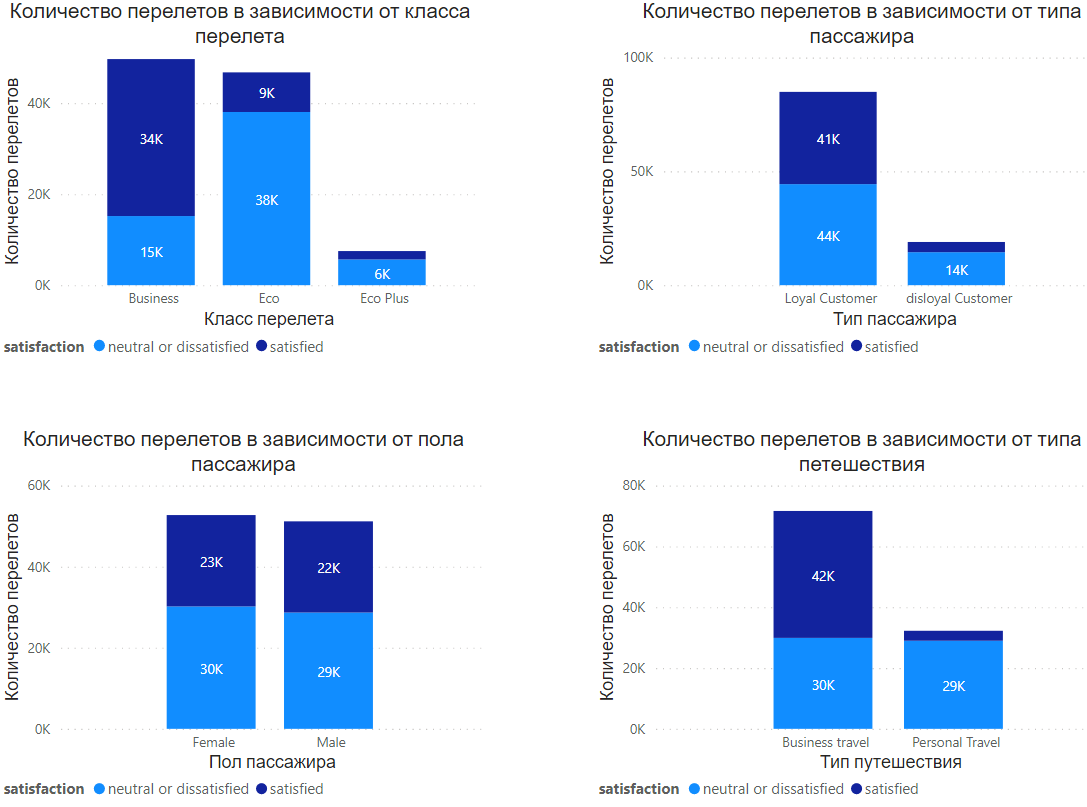 Количество перелетов в зависимости от класса
перелета
Количество перелетов
40K
20K
0K
34K
15K
9K
38K
6K
Business
Eco
Eco Plus
Класс перелета
satisfaction neutral or dissatisfied satisfied
Количество перелетов в зависимости от типа
пассажира
Количество перелетов
100K
50K
0K
41K
44K
14K
Loyal Customer
disloyal Customer
Тип пассажира
satisfaction neutral or dissatisfied satisfied
Количество перелетов в зависимости от пола
пассажира
Количество перелетов
60K
40K
20K
0K
23K
30K
22K
29K
Female
Male
Пол пассажира
satisfaction neutral or dissatisfied satisfied
Количество перелетов в зависимости от типа
петешествия
Количество перелетов
80K
60K
40K
20K
0K
42K
30K
29K
Business travel
Personal Travel
Тип путешествия
satisfaction neutral or dissatisfied satisfied